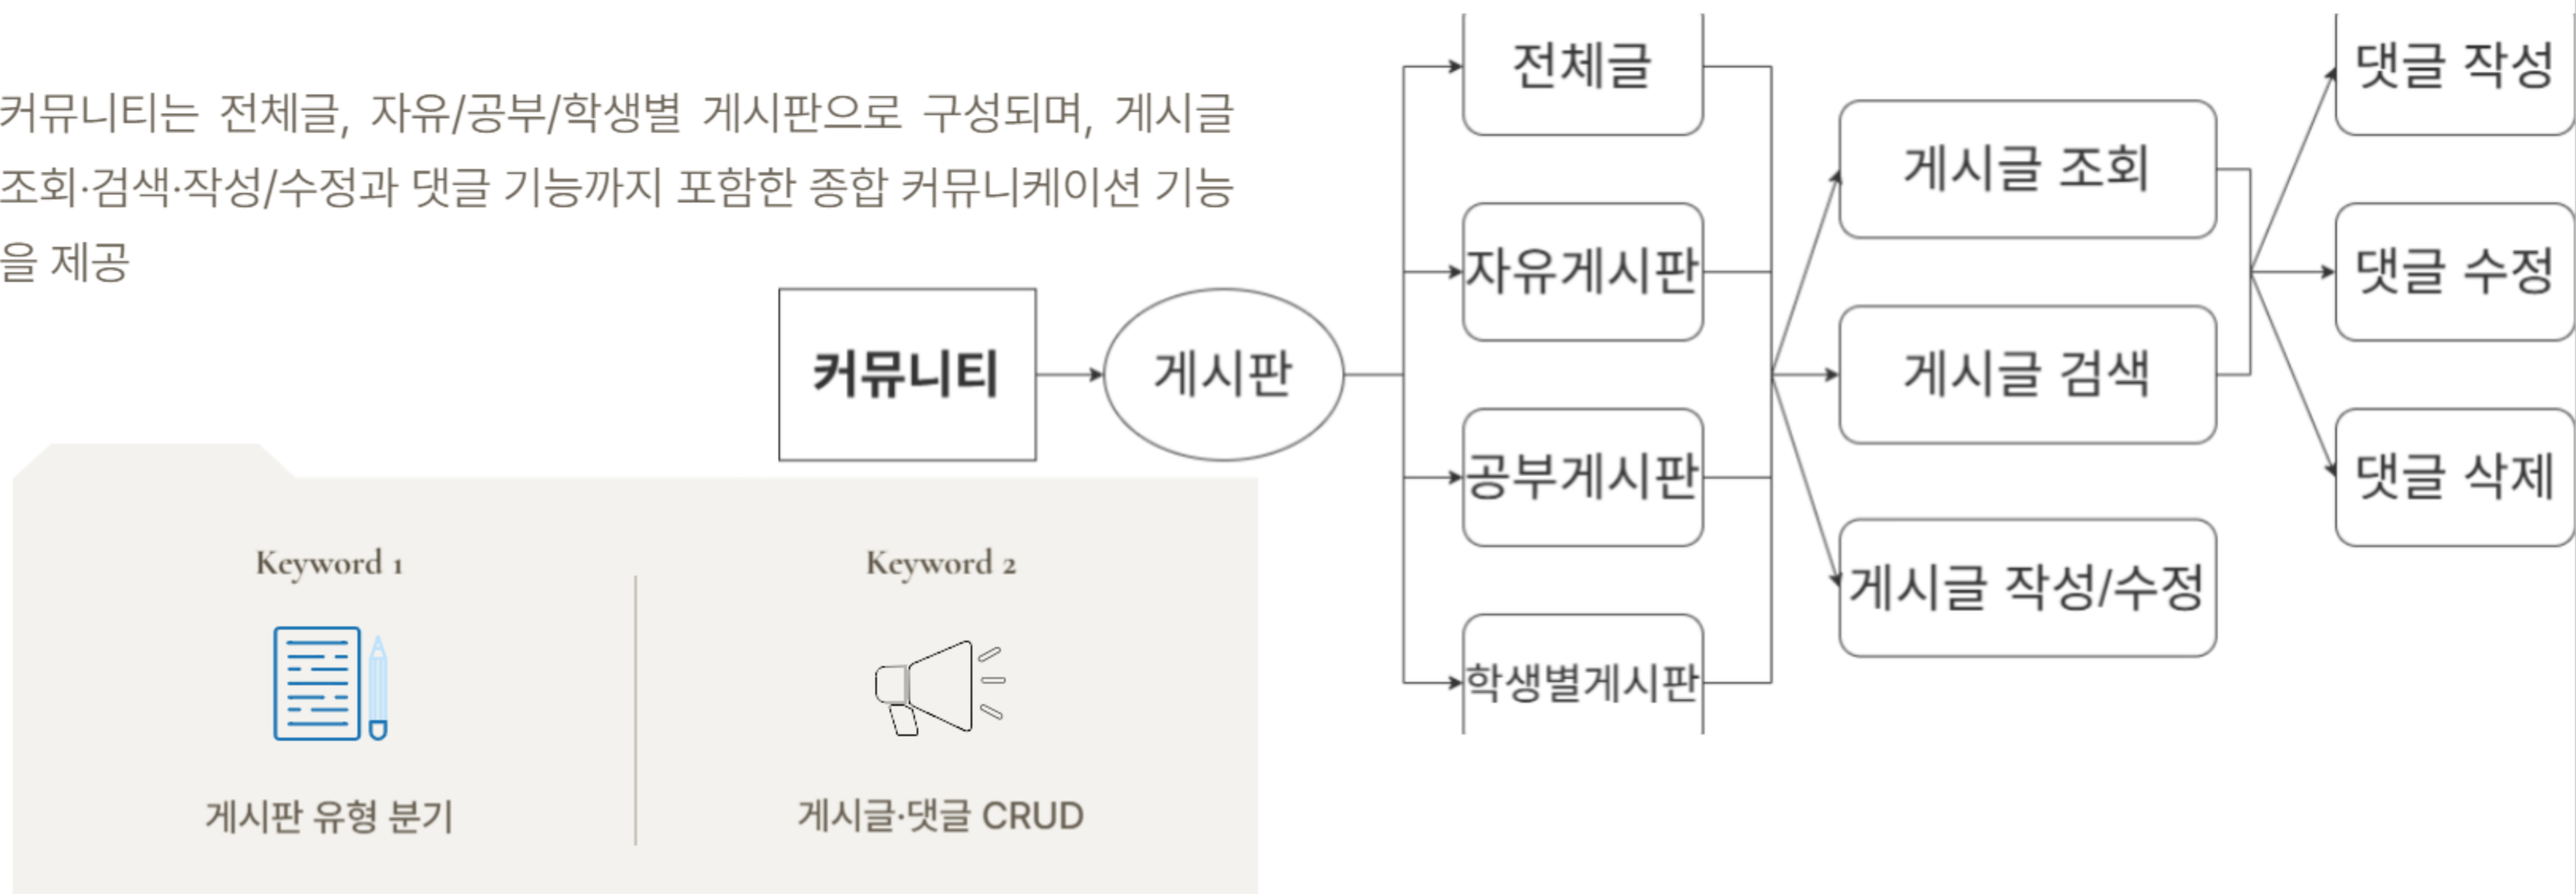 커뮤니티는 전체글, 자유/공부/학생별 게시판으로 구성되며, 게시글
조회·검색·작성/수정과 댓글 기능까지 포함한 종합 커뮤니케이션 기능
을 제공
커뮤니티
게시판
전체글
자유게시판
공부게시판
학생별게시판
게시글 조회
게시글 검색
게시글 작성/수정
댓글 작성
댓글 수정
댓글 삭제
Keyword 1
게시판 유형 분기
Keyword 2
게시글·댓글 CRUD